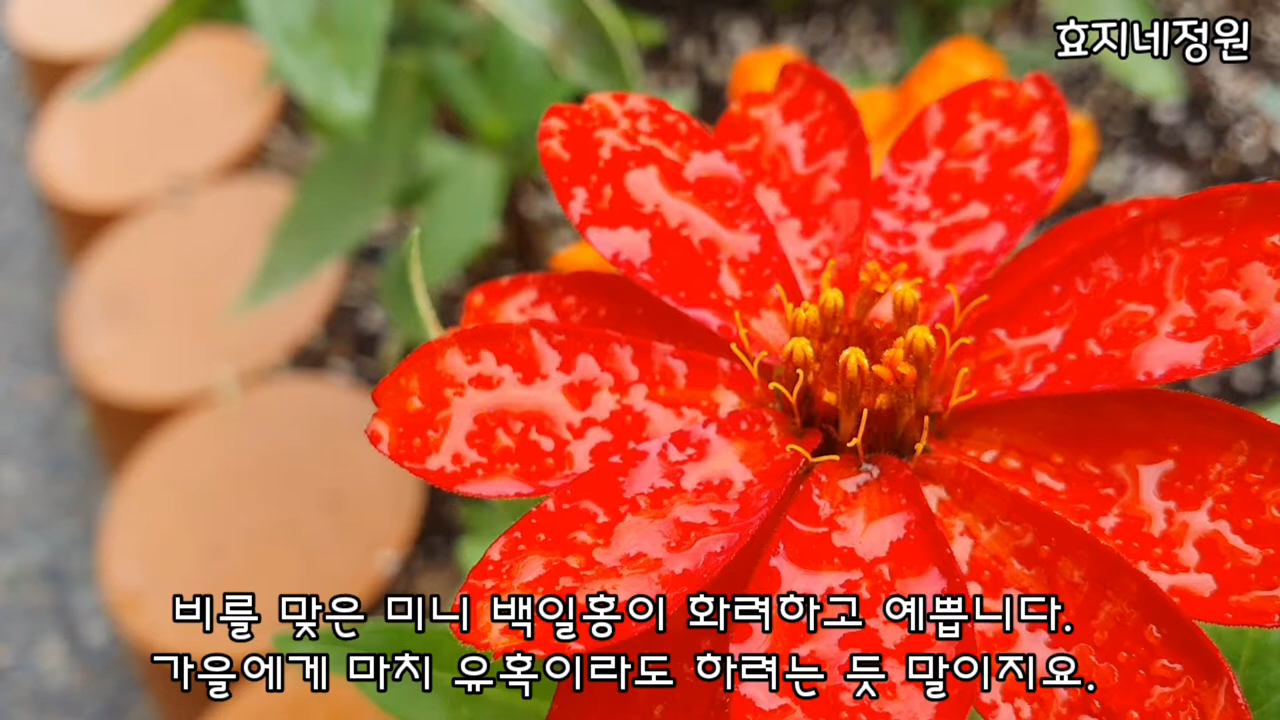 효지네정원
비를 맞은 미니 백일홍이 화려하고 예쁩니다.
가을에게 마치 유혹이라도 하려는 듯 말이지요.